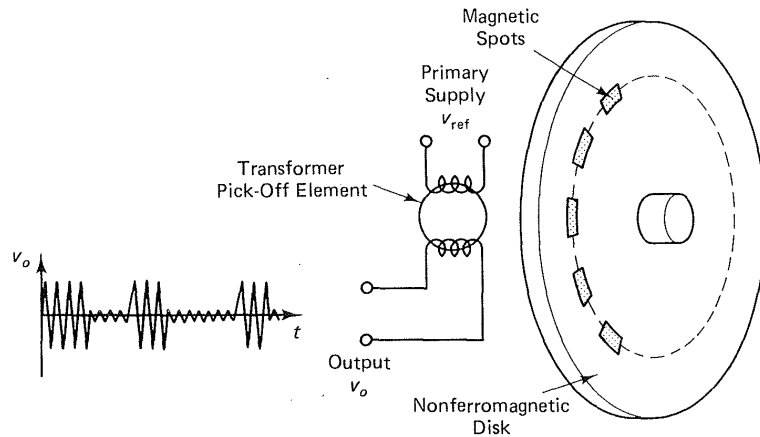 Magnetic
Spots
Primary
Supply
v_ref
Transformer
Pick-Off Element
v_o
t
Output
v_o
Nonferromagnetic
Disk